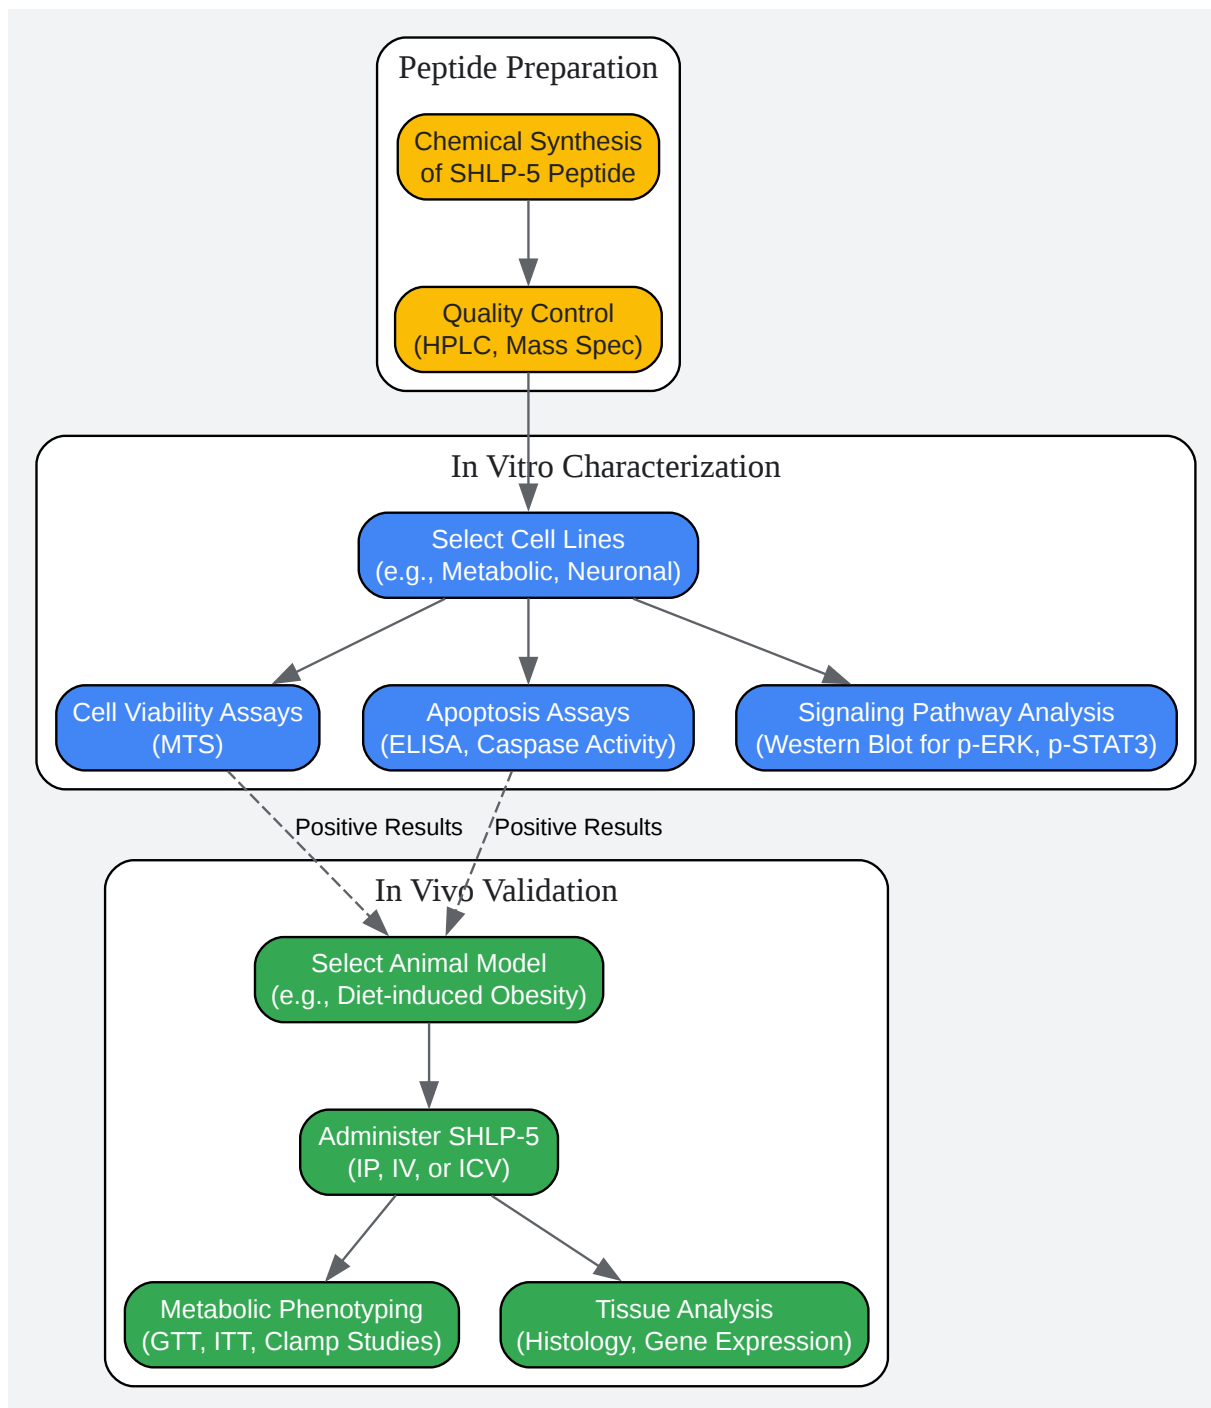 Peptide Preparation
Chemical Synthesis
of SHLP-5 Peptide
Quality Control
(HPLC, Mass Spec)
In Vitro Characterization
Select Cell Lines
(e.g., Metabolic, Neuronal)
Cell Viability Assays
(MTS)
Apoptosis Assays
(ELISA, Caspase Activity)
Signaling Pathway Analysis
(Western Blot for p-ERK, p-STAT3)
Positive Results
Positive Results
In Vivo Validation
Select Animal Model
(e.g., Diet-induced Obesity)
Administer SHLP-5
(IP, IV, or ICV)
Metabolic Phenotyping
(GTT, ITT, Clamp Studies)
Tissue Analysis
(Histology, Gene Expression)